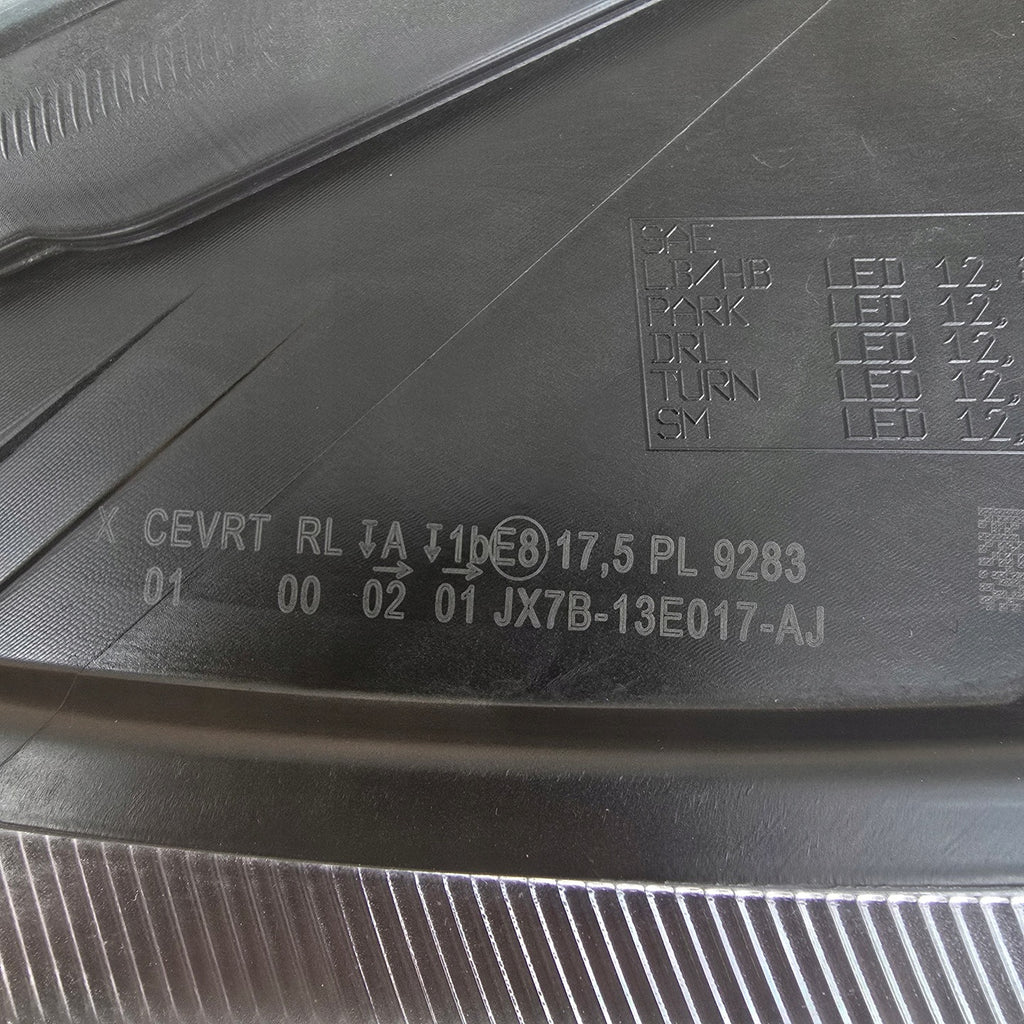 SAE
LB/HB LED 12,
PARK LED 12,
DRL LED 12,
TURN LED 12,
SM LED 12,
X CEVRT RL A 1b E8 17,5 PL 9283
01 00 02 01 JX7B-13E017-AJ